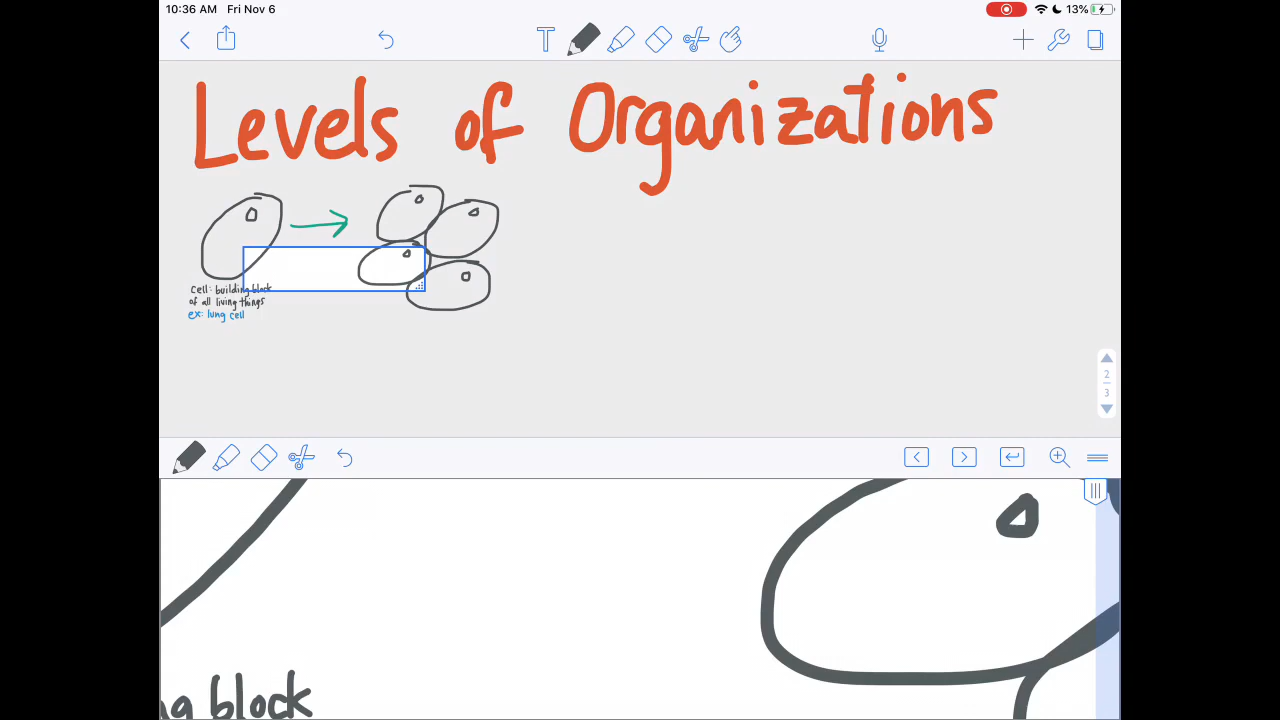 10:36 AM Fri Nov 6
13%
T
Levels of Organizations
cell: building block
of all living things
ex: lung cell
2
3
ng block